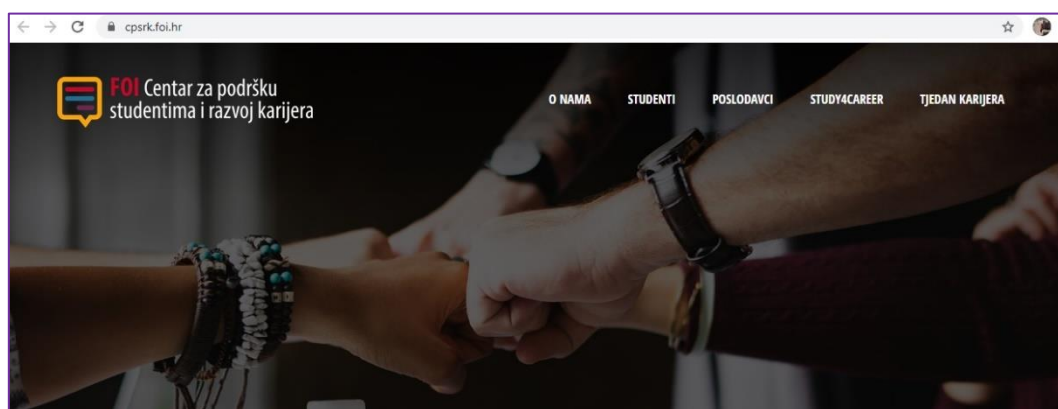 cpsrk.foi.hr
FOI Centar za podršku
studentima i razvoj karijera
O NAMA STUDENTI POSLODAVCI STUDY4CAREER TJEDAN KARIJERA